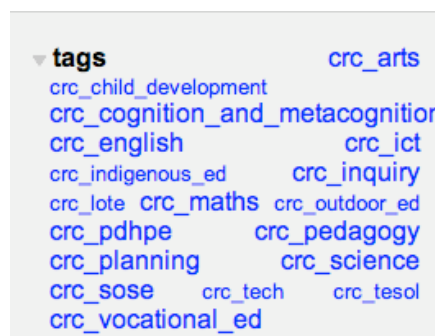 tags crc_arts
crc_child_development
crc_cognition_and_metacognition
crc_english crc_ict
crc_indigenous_ed crc_inquiry
crc_lote crc_maths crc_outdoor_ed
crc_pdhpe crc_pedagogy
crc_planning crc_science
crc_sose crc_tech crc_tesol
crc_vocational_ed